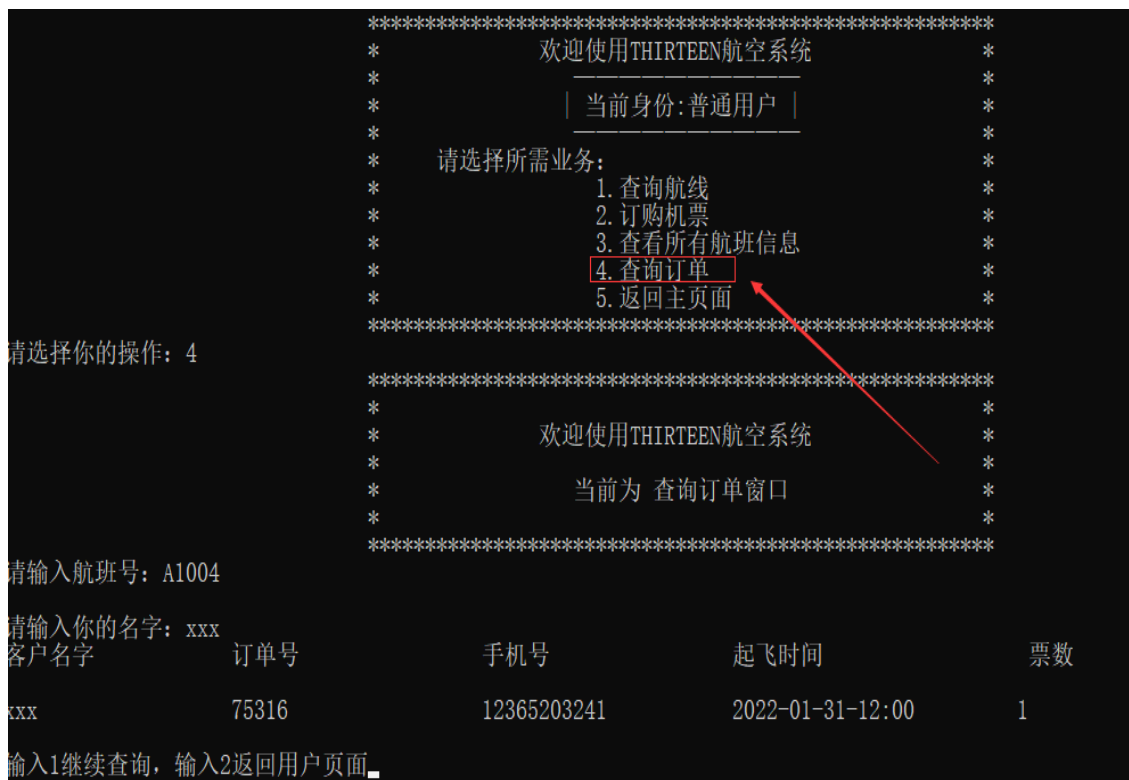 *******************************************************
* 欢迎使用THIRTEEN航空系统 *
* —————————— *
* | 当前身份:普通用户 | *
* —————————— *
* 请选择所需业务: *
* 1.查询航线 *
* 2.订购机票 *
* 3.查看所有航班信息 *
* 4.查询订单 *
* 5.返回主页面 *
*******************************************************
请选择你的操作: 4
*******************************************************
* *
* 欢迎使用THIRTEEN航空系统 *
* *
* 当前为 查询订单窗口 *
* *
*******************************************************
请输入航班号: A1004
请输入你的名字: xxx
客户名字 订单号 手机号 起飞时间 票数
xxx 75316 12365203241 2022-01-31-12:00 1
输入1继续查询, 输入2返回用户页面